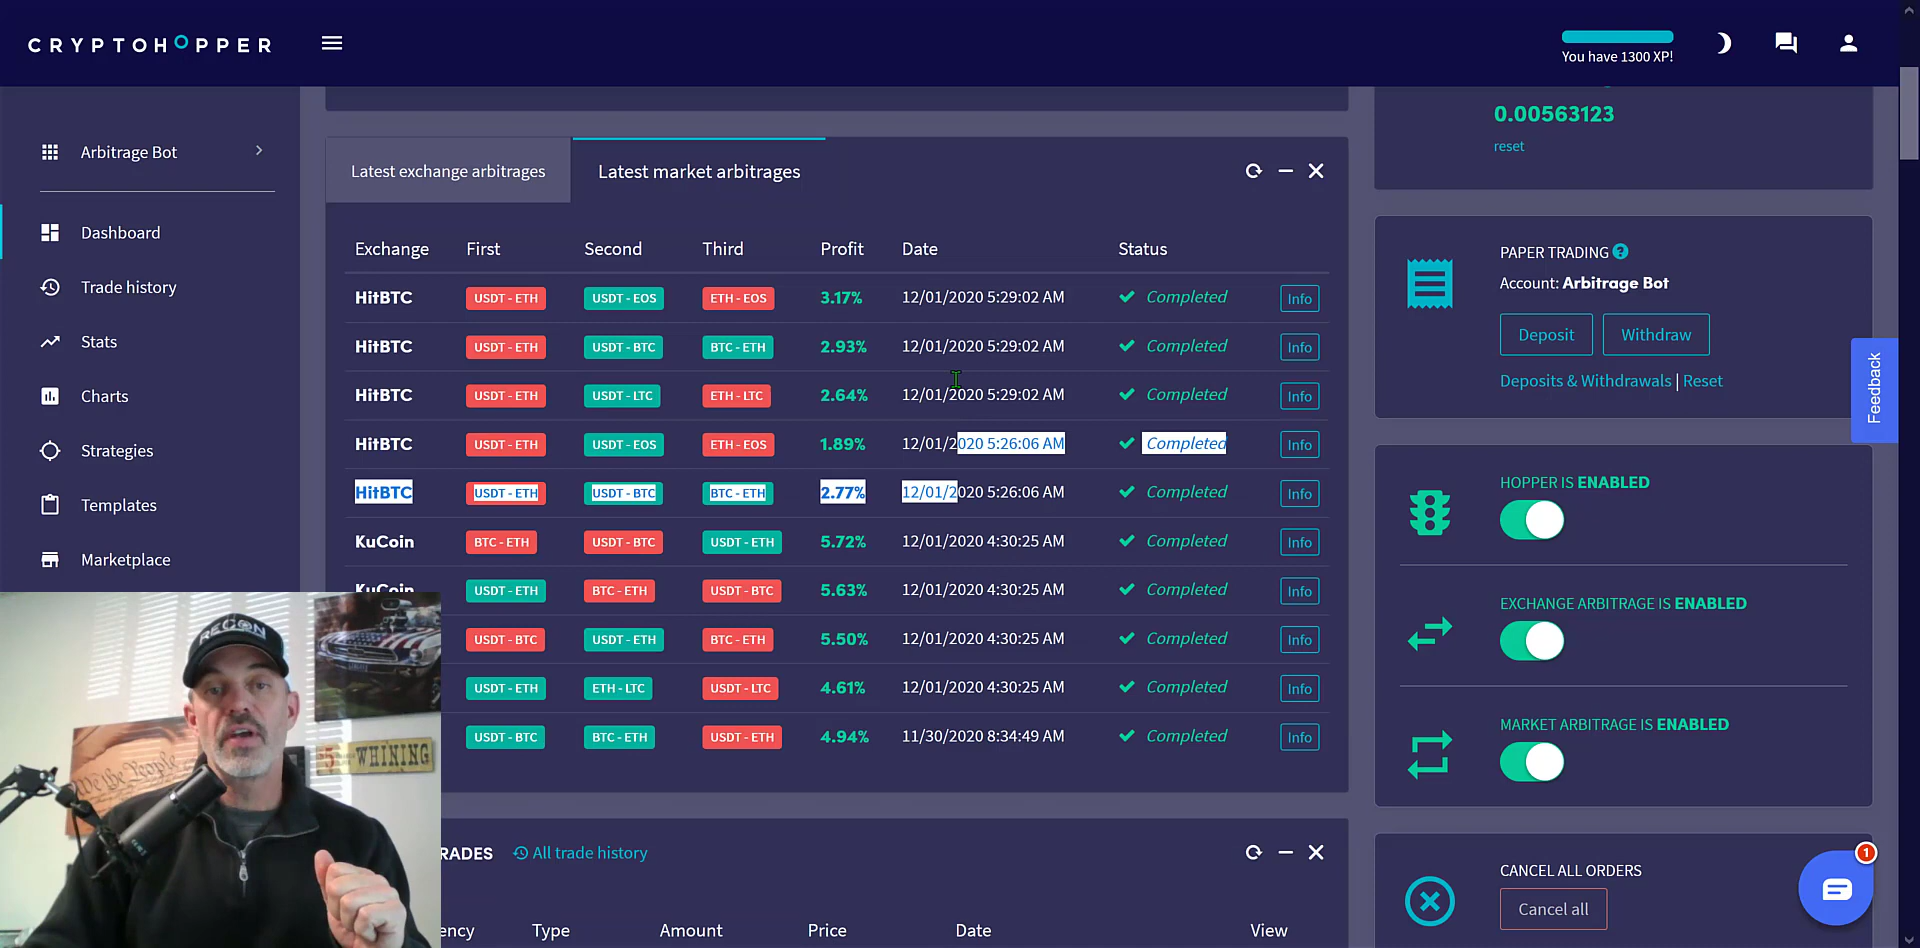 CRYPTOHOPPER
You have 1300 XP!
Arbitrage Bot
Dashboard
Trade history
Stats
Charts
Strategies
Templates
Marketplace
Latest exchange arbitrages
Latest market arbitrages
Exchange First Second Third Profit Date Status
HitBTC USDT - ETH USDT - EOS ETH - EOS 3.17% 12/01/2020 5:29:02 AM Completed Info
HitBTC USDT - ETH USDT - BTC BTC - ETH 2.93% 12/01/2020 5:29:02 AM Completed Info
HitBTC USDT - ETH USDT - LTC ETH - LTC 2.64% 12/01/2020 5:29:02 AM Completed Info
HitBTC USDT - ETH USDT - EOS ETH - EOS 1.89% 12/01/2020 5:26:06 AM Completed Info
HitBTC USDT - ETH USDT - BTC BTC - ETH 2.77% 12/01/2020 5:26:06 AM Completed Info
KuCoin BTC - ETH USDT - BTC USDT - ETH 5.72% 12/01/2020 4:30:25 AM Completed Info
KuCoin USDT - ETH BTC - ETH USDT - BTC 5.63% 12/01/2020 4:30:25 AM Completed Info
USDT - BTC USDT - ETH BTC - ETH 5.50% 12/01/2020 4:30:25 AM Completed Info
USDT - ETH ETH - LTC USDT - LTC 4.61% 12/01/2020 4:30:25 AM Completed Info
USDT - BTC BTC - ETH USDT - ETH 4.94% 11/30/2020 8:34:49 AM Completed Info
RADES All trade history
ency Type Amount Price Date View
0.00563123
reset
PAPER TRADING ?
Account: Arbitrage Bot
Deposit Withdraw
Deposits & Withdrawals | Reset
Feedback
HOPPER IS ENABLED
EXCHANGE ARBITRAGE IS ENABLED
MARKET ARBITRAGE IS ENABLED
CANCEL ALL ORDERS
Cancel all
1
RECON
We the People
WHINING